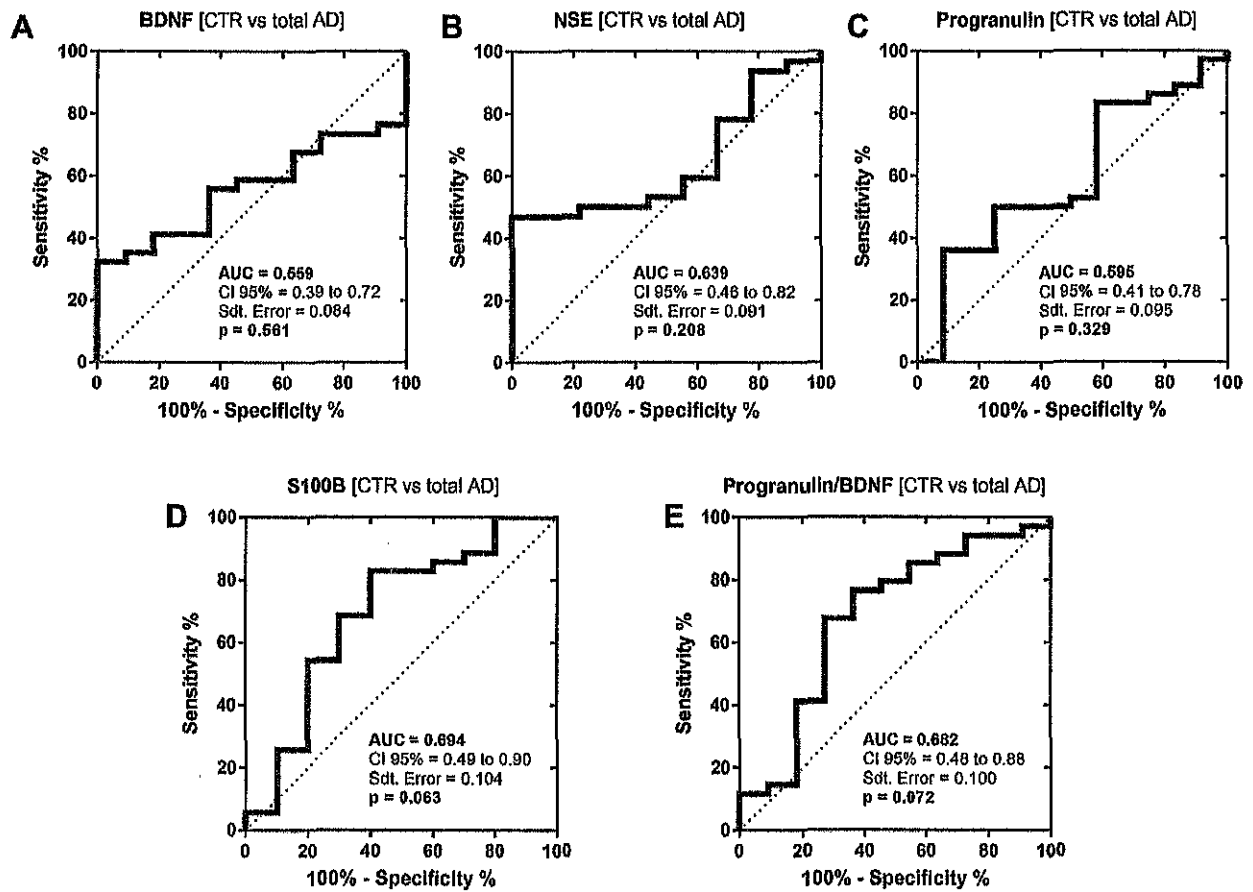 A
BDNF [CTR vs total AD]
100
80
60
40
20
0
Sensitivity %
AUC = 0.559
CI 95% = 0.39 to 0.72
Sdt. Error = 0.084
p = 0.561
0 20 40 60 80 100
100% - Specificity %
B
NSE [CTR vs total AD]
100
80
60
40
20
0
Sensitivity %
AUC = 0.639
CI 95% = 0.46 to 0.82
Sdt. Error = 0.091
p = 0.208
0 20 40 60 80 100
100% - Specificity %
C
Progranulin [CTR vs total AD]
100
80
60
40
20
0
Sensitivity %
AUC = 0.595
CI 95% = 0.41 to 0.78
Sdt. Error = 0.095
p = 0.329
0 20 40 60 80 100
100% - Specificity %
D
S100B [CTR vs total AD]
100
80
60
40
20
0
Sensitivity %
AUC = 0.694
CI 95% = 0.49 to 0.90
Sdt. Error = 0.104
p = 0.063
0 20 40 60 80 100
100% - Specificity %
E
Progranulin/BDNF [CTR vs total AD]
100
80
60
40
20
0
Sensitivity %
AUC = 0.682
CI 95% = 0.48 to 0.88
Sdt. Error = 0.100
p = 0.072
0 20 40 60 80 100
100% - Specificity %